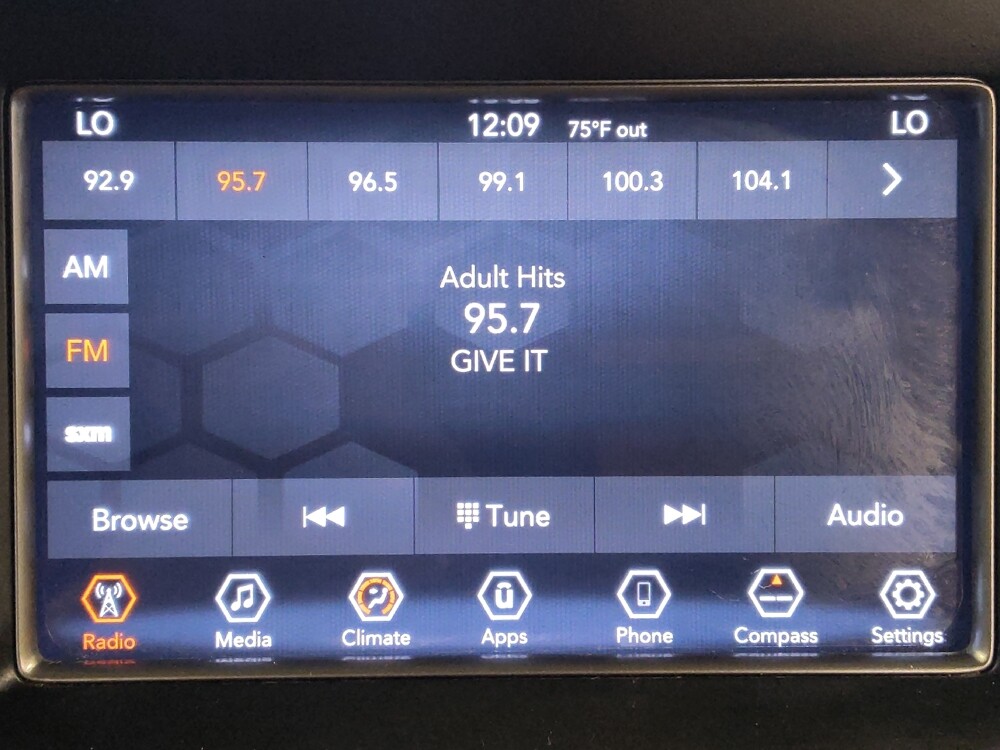 LO 12:09 75°F out LO
92.9 95.7 96.5 99.1 100.3 104.1
AM
FM
sxm
Adult Hits
95.7
GIVE IT
Browse Tune Audio
Radio Media Climate Apps Phone Compass Settings